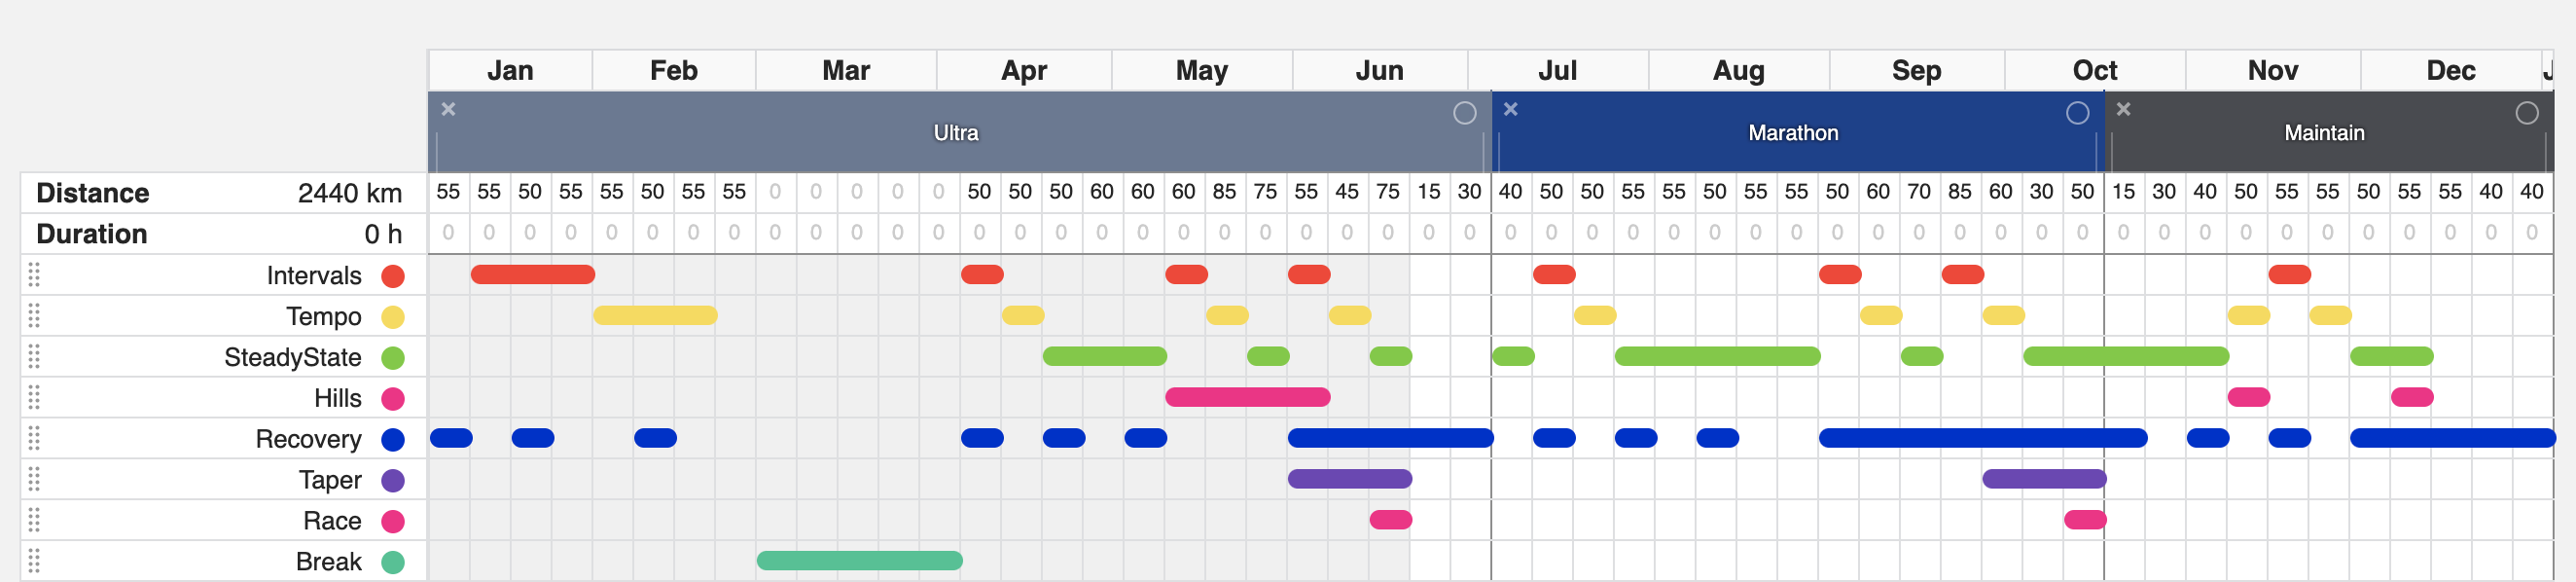 Jan Feb Mar Apr May Jun Jul Aug Sep Oct Nov Dec
× Ultra × Marathon × Maintain
Distance 2440 km 55 55 50 55 55 50 55 55 0 0 0 0 0 50 50 50 60 60 60 85 75 55 45 75 15 30 40 50 50 55 55 50 55 55 50 60 70 85 60 30 50 15 30 40 50 55 55 50 55 55 40 40
Duration 0 h 0 0 0 0 0 0 0 0 0 0 0 0 0 0 0 0 0 0 0 0 0 0 0 0 0 0 0 0 0 0 0 0 0 0 0 0 0 0 0 0 0 0 0 0 0 0 0 0 0 0 0 0
Intervals
Tempo
SteadyState
Hills
Recovery
Taper
Race
Break